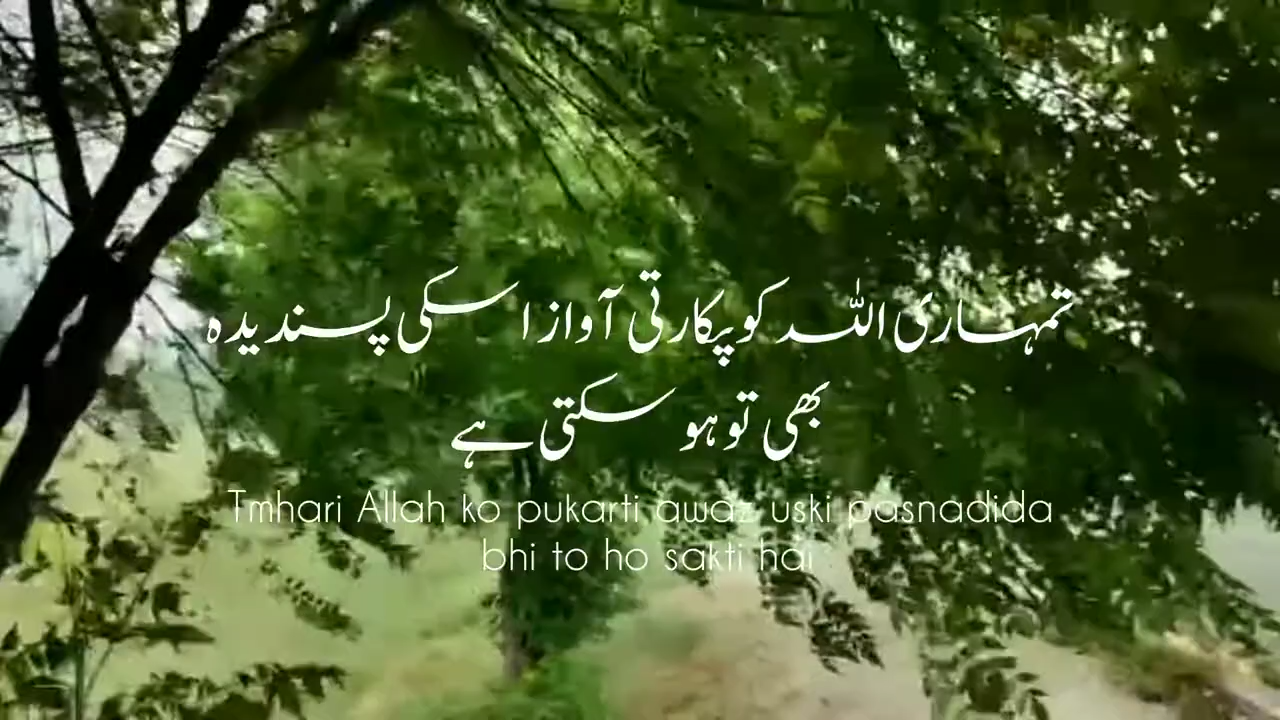 تمہاری اللہ کو پکارتی آواز اسکی پسندیدہ
بھی تو ہو سکتی ہے
Tmhari Allah ko pukarti awaz uski pasnadida
bhi to ho sakti hai